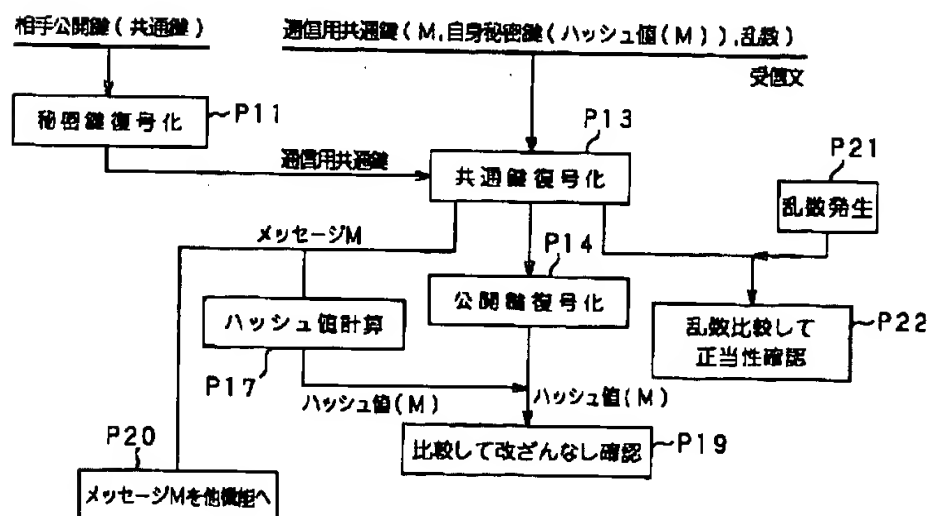 相手公開鍵(共通鍵)
通信用共通鍵(M,自身秘密鍵(ハッシュ値(M)),乱数)
受信文
秘密鍵復号化
P11
P13
通信用共通鍵
共通鍵復号化
P21
乱数発生
メッセージM
P14
公開鍵復号化
ハッシュ値計算
P17
乱数比較して
正当性確認
P22
ハッシュ値(M)
ハッシュ値(M)
P20
比較して改ざんなし確認
P19
メッセージMを他機能へ